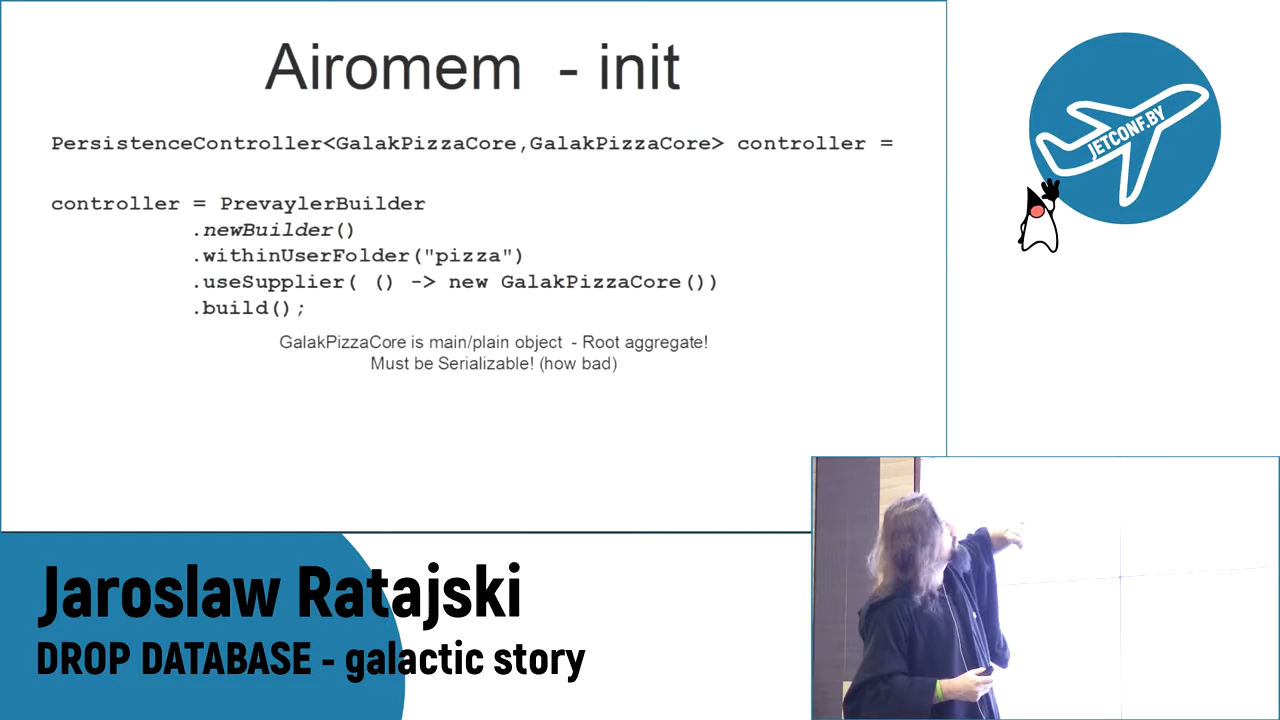 Airomem - init
PersistenceController<GalakPizzaCore,GalakPizzaCore> controller =
controller = PrevaylerBuilder
.newBuilder()
.withinUserFolder("pizza")
.useSupplier( () -> new GalakPizzaCore())
.build();
GalakPizzaCore is main/plain object - Root aggregate!
Must be Serializable! (how bad)
JETCONF.BY
Jaroslaw Ratajski
DROP DATABASE - galactic story